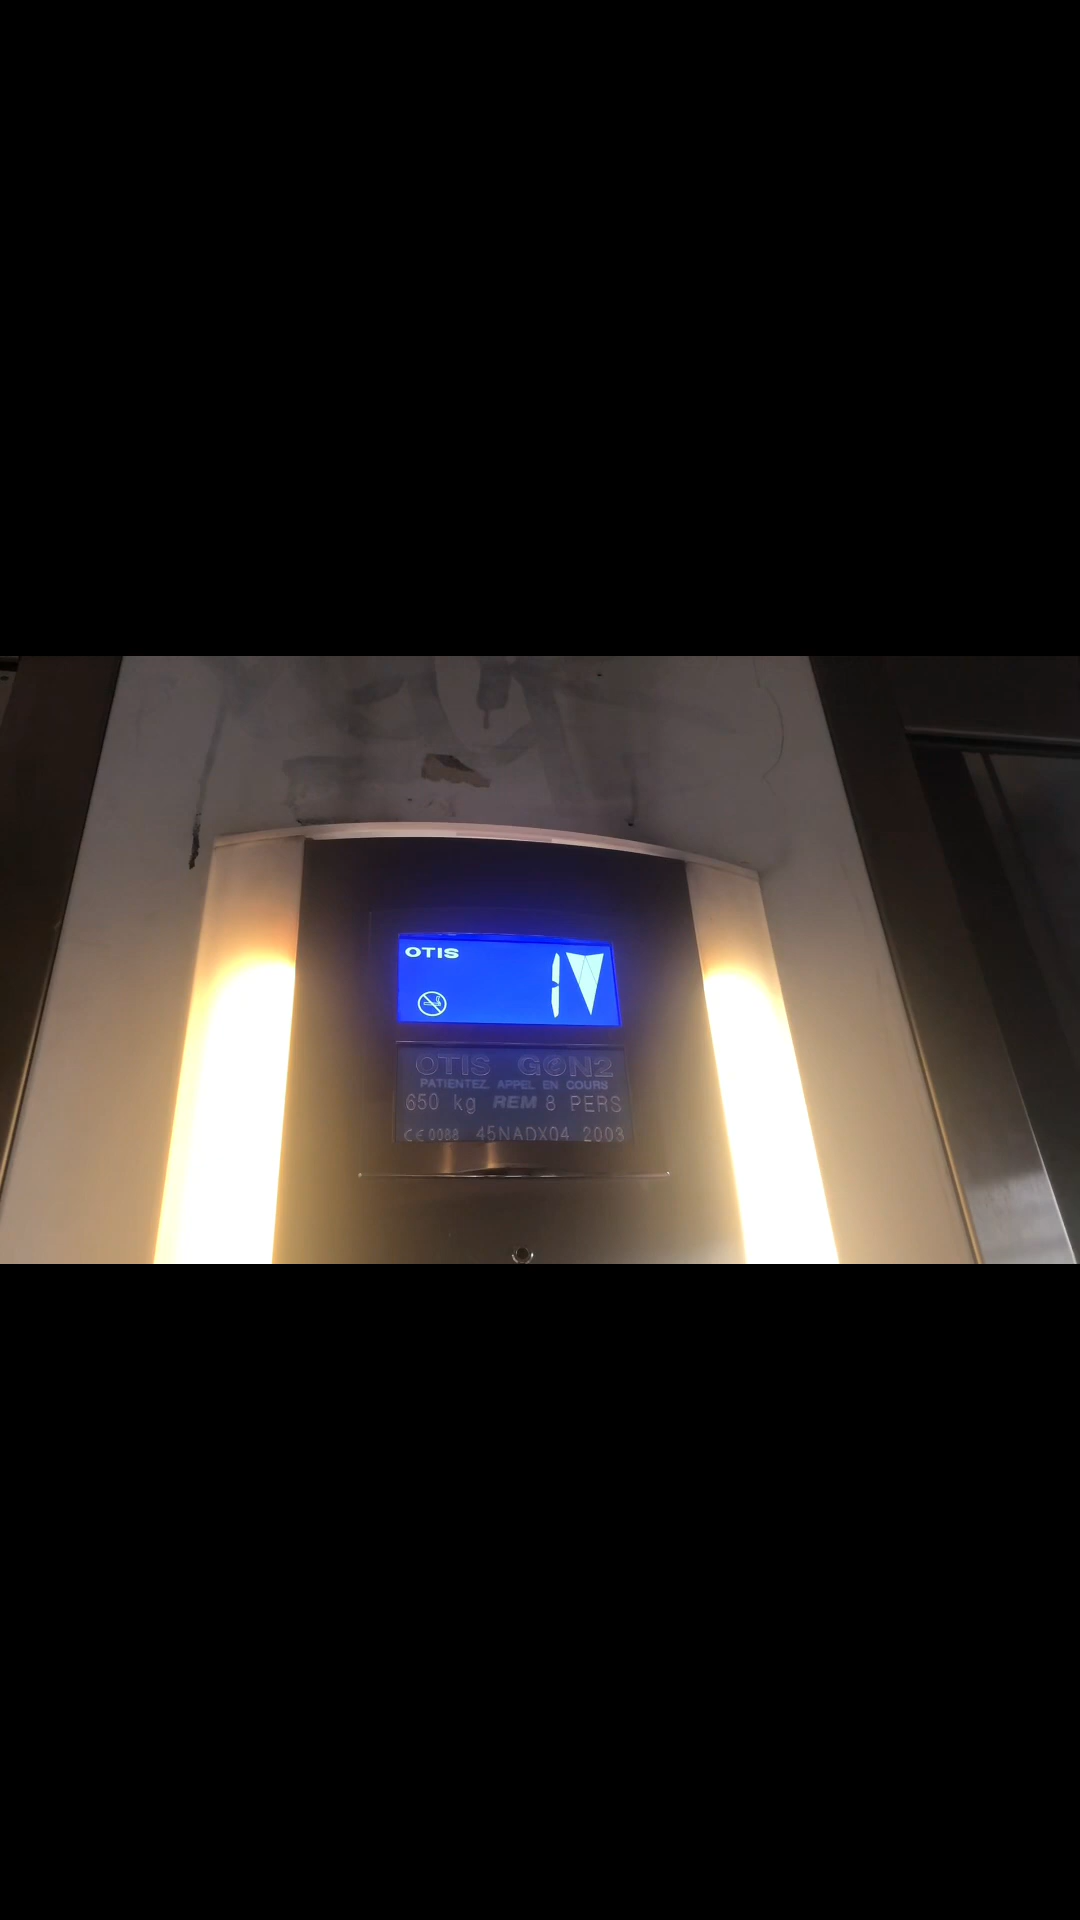 OTIS
1
OTIS GeN2
PATIENTEZ. APPEL EN COURS
650 kg REM 8 PERS
CE 0088 45NADX04 2003